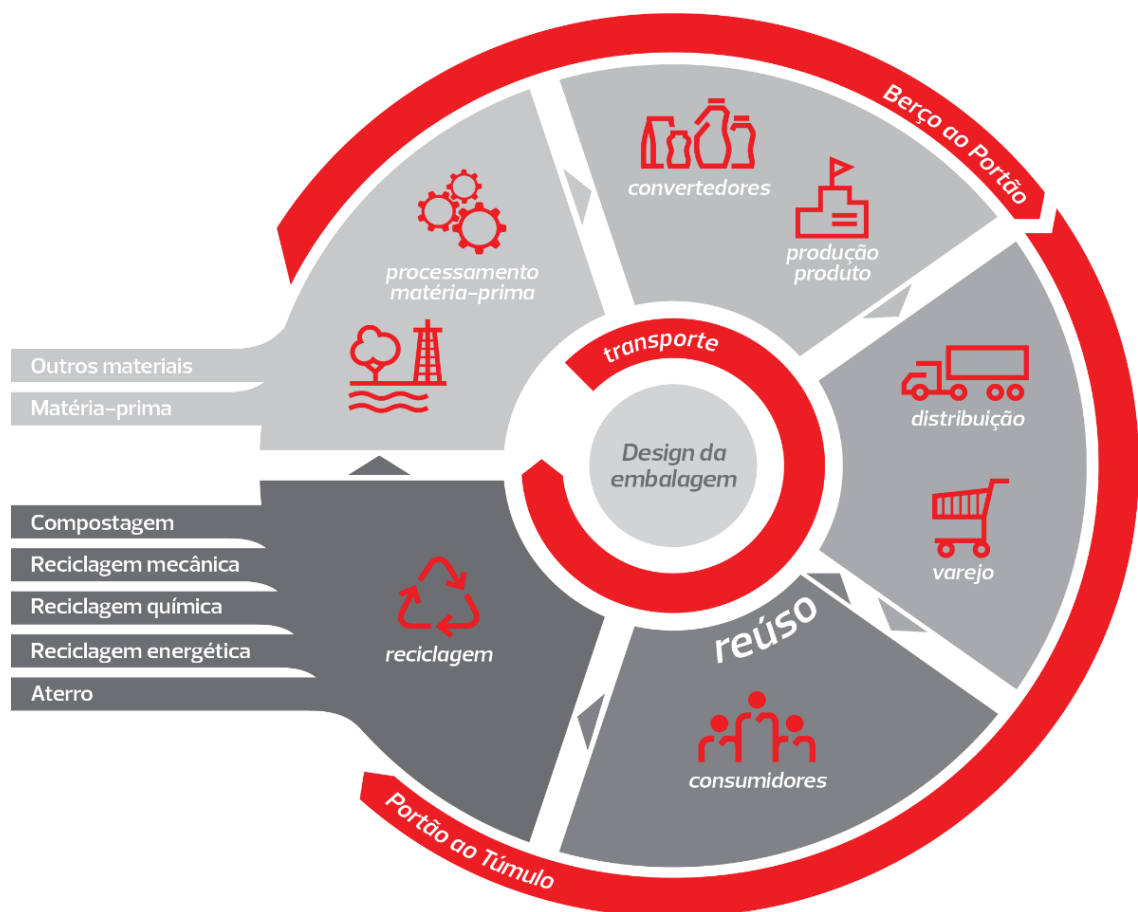 Berço ao Portão
convertedores
produção
produto
processamento
matéria-prima
Outros materiais
Matéria-prima
transporte
Design da
embalagem
distribuição
varejo
reúso
consumidores
reciclagem
Compostagem
Reciclagem mecânica
Reciclagem química
Reciclagem energética
Aterro
Portão ao Túmulo